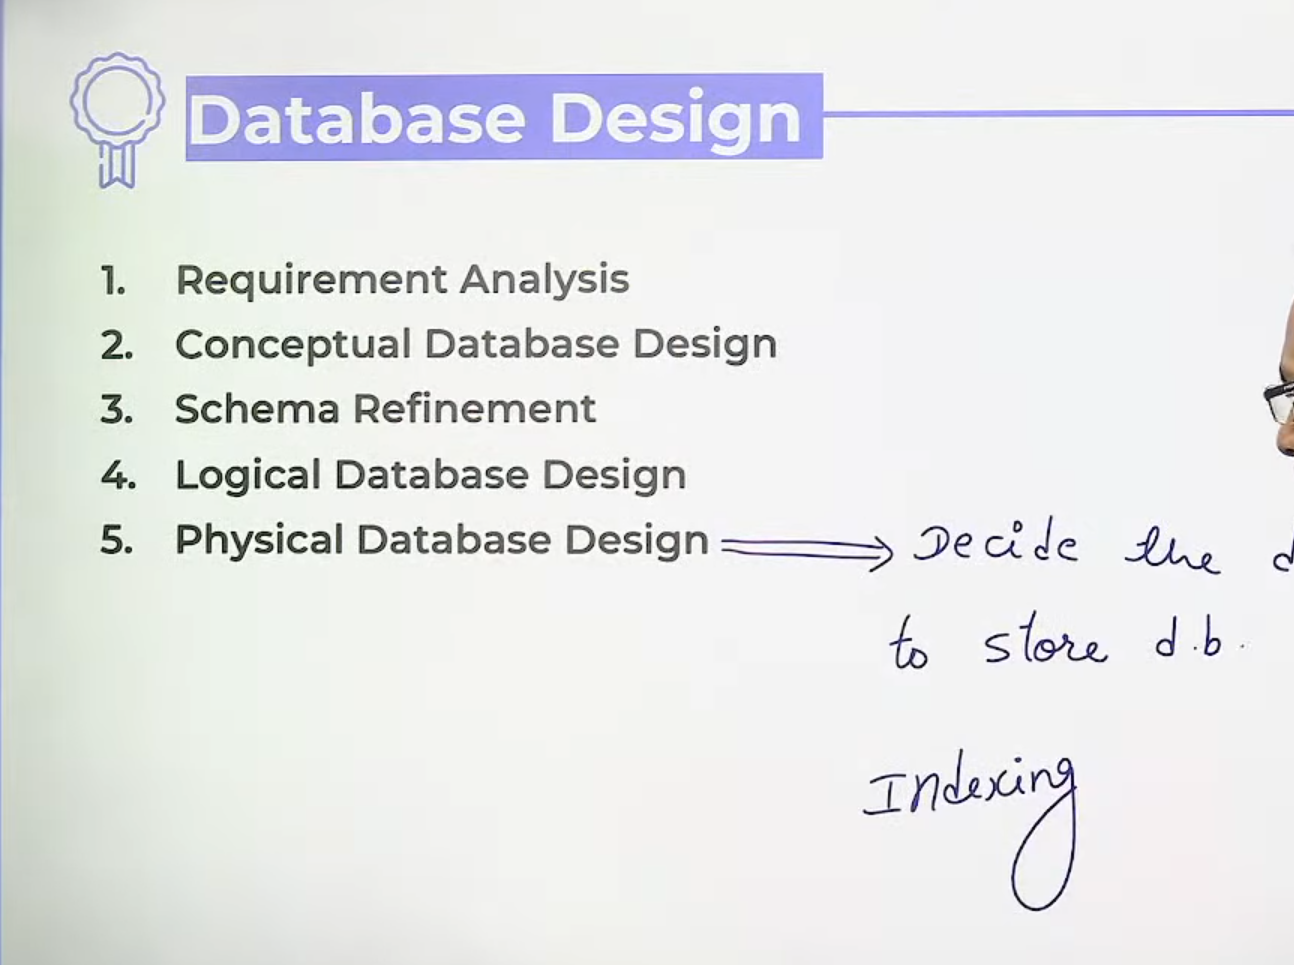 Database Design
1. Requirement Analysis
2. Conceptual Database Design
3. Schema Refinement
4. Logical Database Design
5. Physical Database Design ⟹ Decide the
to store d.b.
Indexing